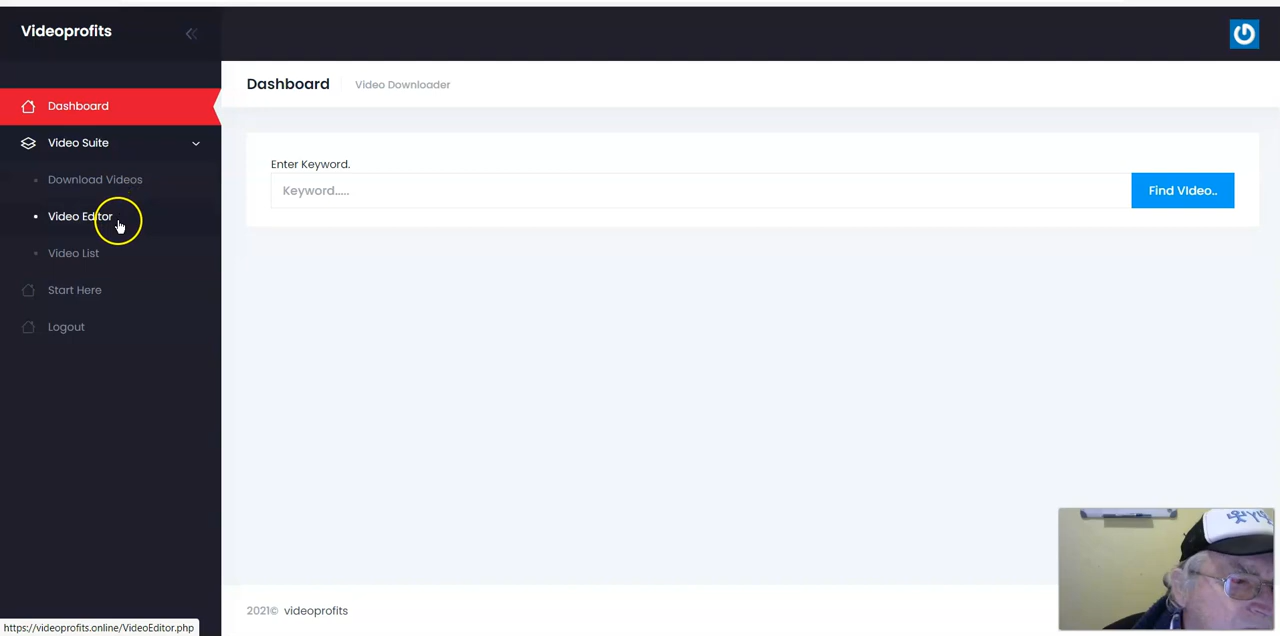 Videoprofits
Dashboard
Video Downloader
Dashboard
Video Suite
Download Videos
Video Editor
Video List
Start Here
Logout
Enter Keyword.
Keyword.....
Find VIdeo..
2021© videoprofits
https://videoprofits.online/VideoEditor.php